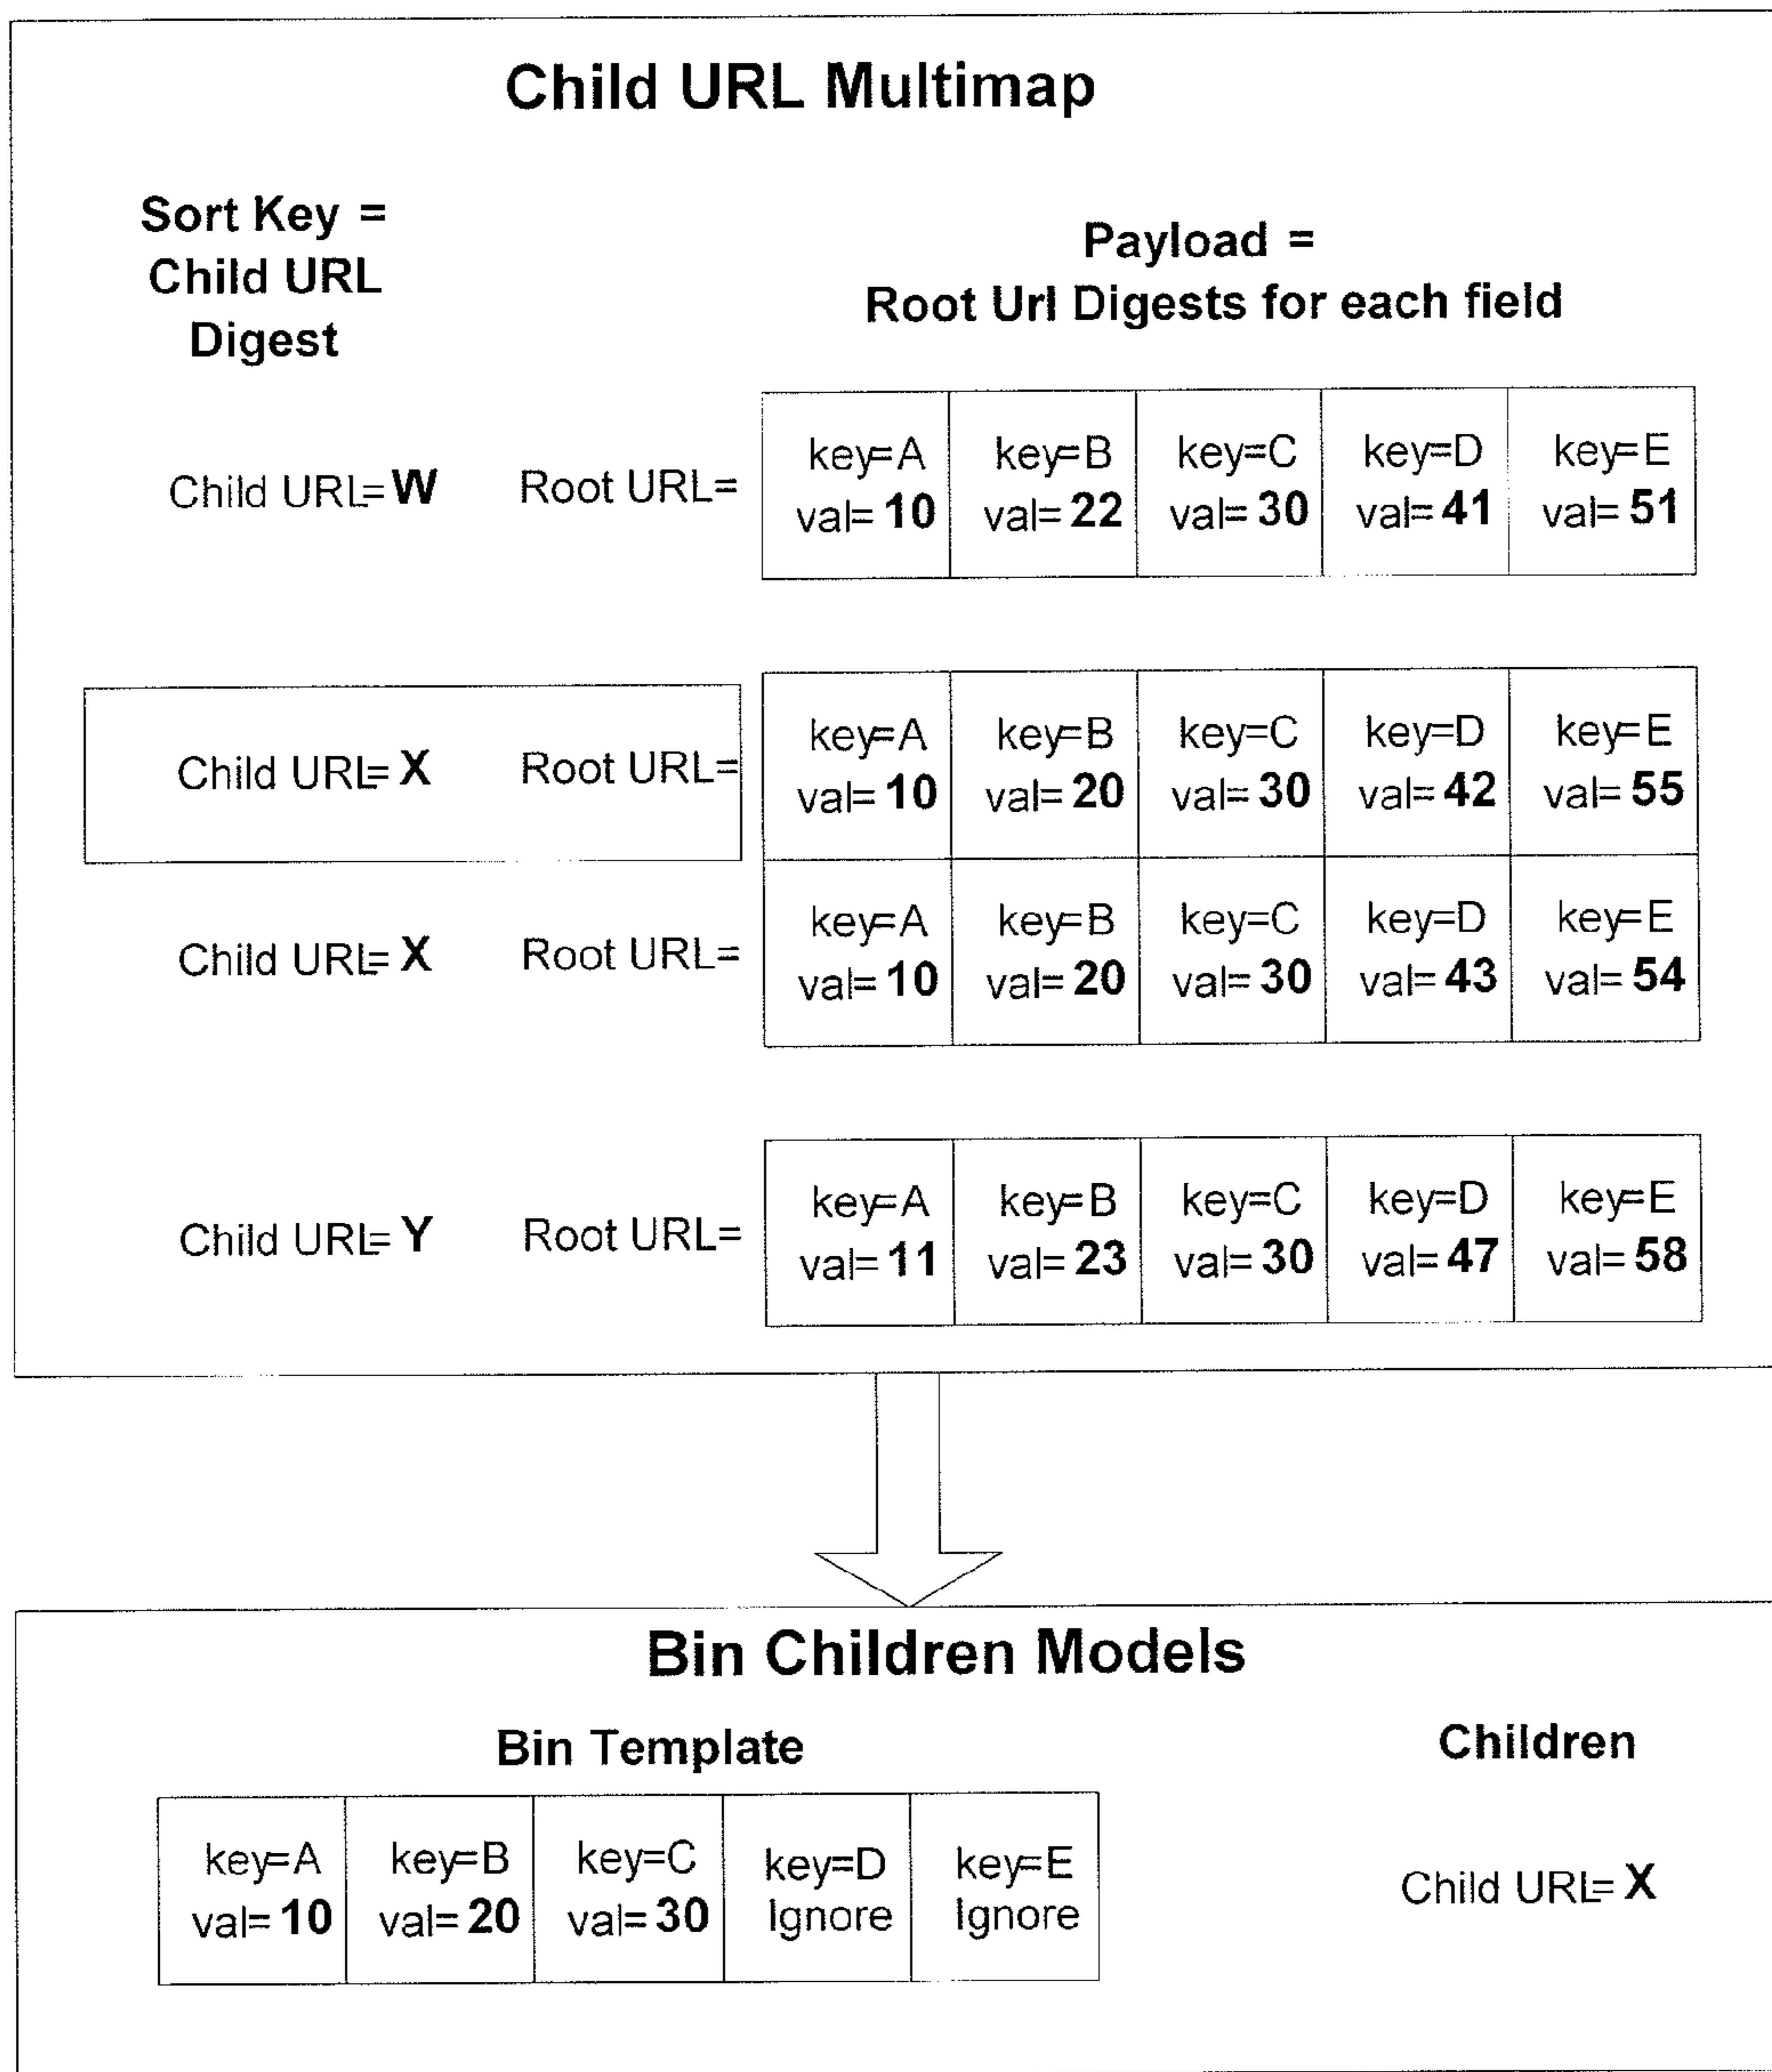 Child URL Multimap
Sort Key =
Child URL
Digest
Payload =
Root Url Digests for each field
Child URL= W Root URL=
key=A key=B key=C key=D key=E
val= 10 val= 22 val= 30 val= 41 val= 51
Child URL= X Root URL=
key=A key=B key=C key=D key=E
val= 10 val= 20 val= 30 val= 42 val= 55
Child URL= X Root URL=
key=A key=B key=C key=D key=E
val= 10 val= 20 val= 30 val= 43 val= 54
Child URL= Y Root URL=
key=A key=B key=C key=D key=E
val= 11 val= 23 val= 30 val= 47 val= 58
Bin Children Models
Bin Template
Children
key=A key=B key=C key=D key=E
val= 10 val= 20 val= 30 Ignore Ignore
Child URL= X